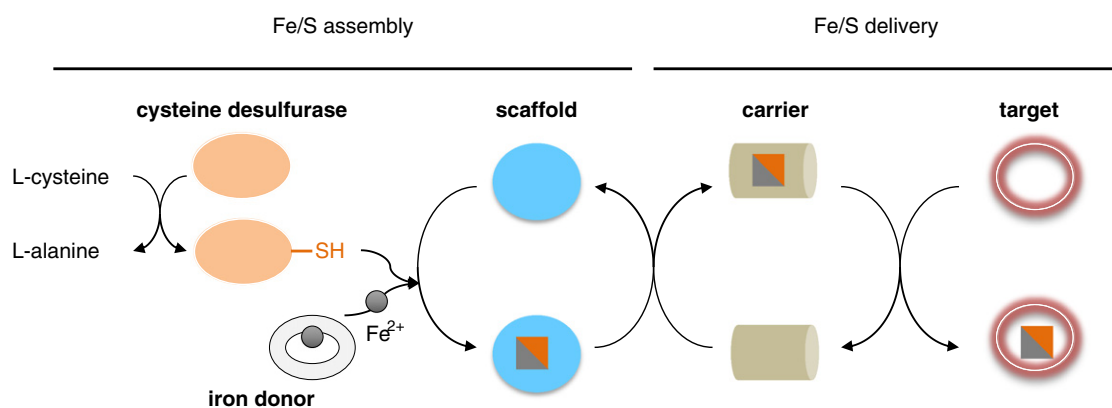 Fe/S assembly
Fe/S delivery
cysteine desulfurase
scaffold
carrier
target
L-cysteine
L-alanine
SH
Fe2+
iron donor